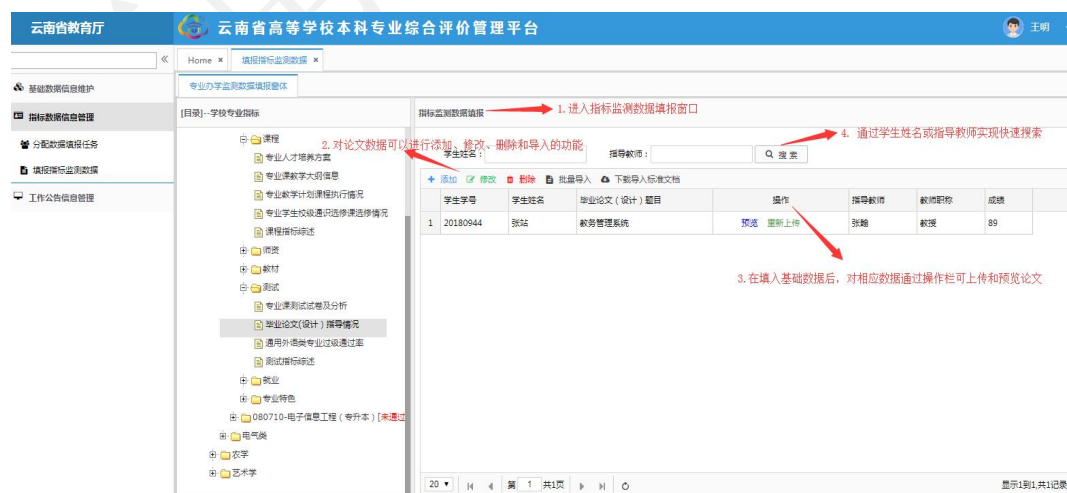 云南省教育厅
云南省高等学校本科专业综合评价管理平台
王明
Home ×
填报指标监测数据 ×
基础数据信息维护
指标数据信息管理
分配数据填报任务
填报指标监测数据
工作公告信息管理
专业办学监测数据填报窗体
[目录]--学校专业指标
课程
专业人才培养方案
专业课教学大纲信息
专业教学计划课程执行情况
专业学生校级通识选修课选修情况
课程指标综述
师资
教材
测试
专业课测试试卷及分析
毕业论文(设计)指导情况
通用外语类专业过级通过率
测试指标综述
就业
专业特色
080710-电子信息工程(专升本)[未通过
电气类
农学
艺术学
指标监测数据填报
1.进入指标监测数据填报窗口
2.对论文数据可以进行添加、修改、删除和导入的功能
4. 通过学生姓名或指导教师实现快速搜索
学生姓名:
指导教师:
搜 索
添加 修改 删除 批量导入 下载导入标准文档
学生学号 学生姓名 毕业论文(设计)题目 操作 指导教师 教师职称 成绩
1 20180944 张站 教务管理系统 预览 重新上传 张翰 教授 89
3.在填入基础数据后，对相应数据通过操作栏可上传和预览论文
20 第 1 共1页
显示1到1,共1记录